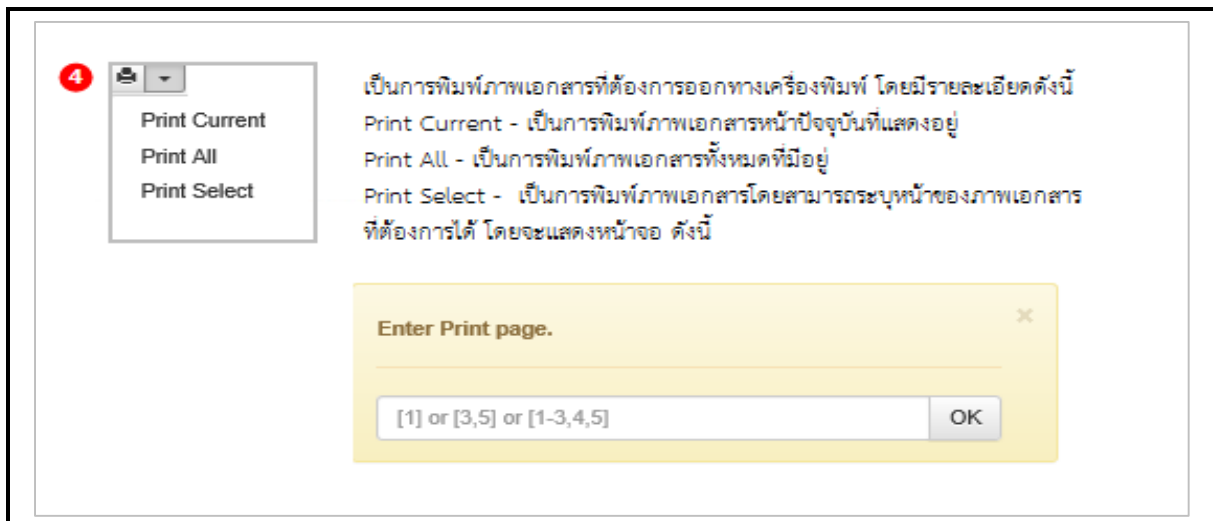 4
Print Current
Print All
Print Select
เป็นการพิมพ์ภาพเอกสารที่ต้องการออกทางเครื่องพิมพ์ โดยมีรายละเอียดดังนี้
Print Current - เป็นการพิมพ์ภาพเอกสารหน้าปัจจุบันที่แสดงอยู่
Print All - เป็นการพิมพ์ภาพเอกสารทั้งหมดที่มีอยู่
Print Select - เป็นการพิมพ์ภาพเอกสารโดยสามารถระบุหน้าของภาพเอกสาร
ที่ต้องการได้ โดยจะแสดงหน้าจอ ดังนี้
Enter Print page.
[1] or [3,5] or [1-3,4,5]
OK